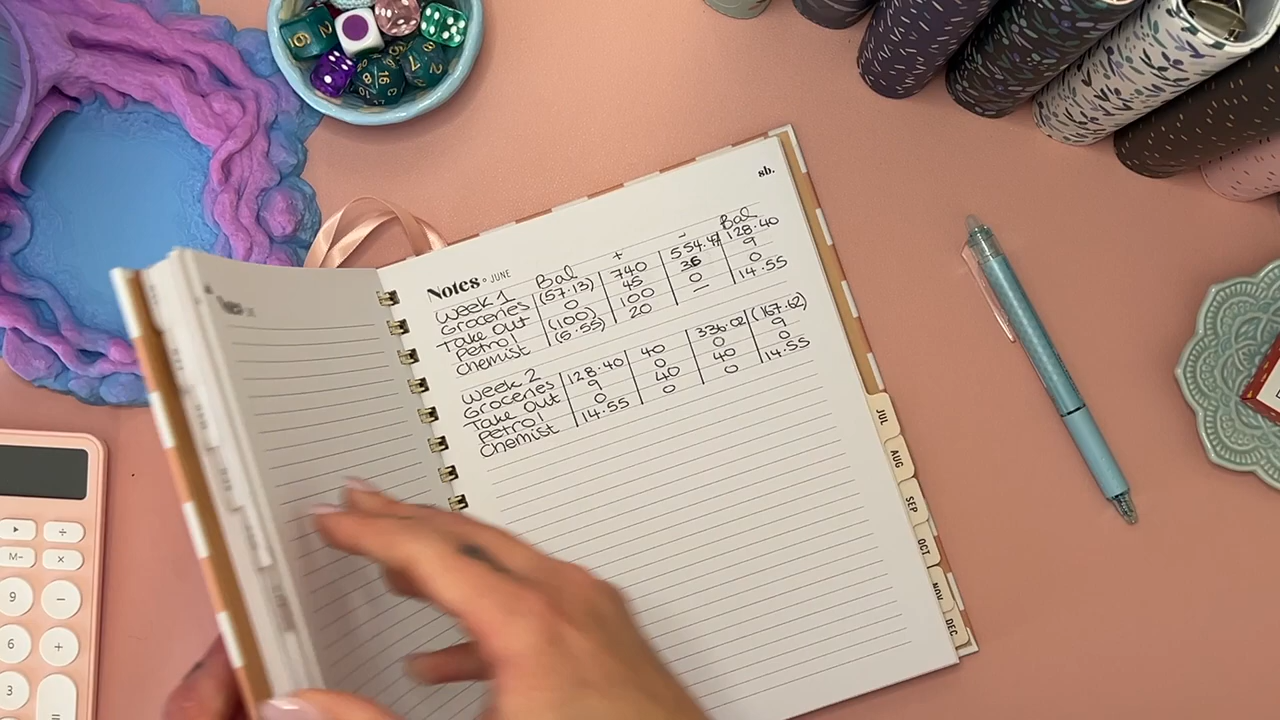 sb.
Notes • JUNE
Bal + - Bal
Week 1
Groceries (57.13) 740 554.47 128.40
Take Out 0 45 36 9
Petrol (100) 100 0 0
Chemist (5.55) 20 — 14.55
Week 2
Groceries 128.40 40 336.02 (167.62)
Take Out 9 0 0 9
Petrol 0 40 40 0
Chemist 14.55 0 0 14.55
JUL
AUG
SEP
OCT
NOV
DEC
M-
÷
×
9
−
6
+
3
=